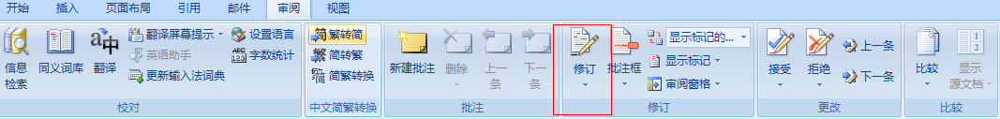 开始 插入 页面布局 引用 邮件 审阅 视图
信息检索
同义词库
翻译
翻译屏幕提示
英语助手
更新输入法词典
设置语言
ABC 123 字数统计
校对
简 繁转简
繁 简转繁
简 简繁转换
中文简繁转换
新建批注
删除
上一条
下一条
批注
修订
批注框
显示标记的...
显示标记
审阅窗格
修订
接受
拒绝
上一条
下一条
更改
比较
显示源文档
比较